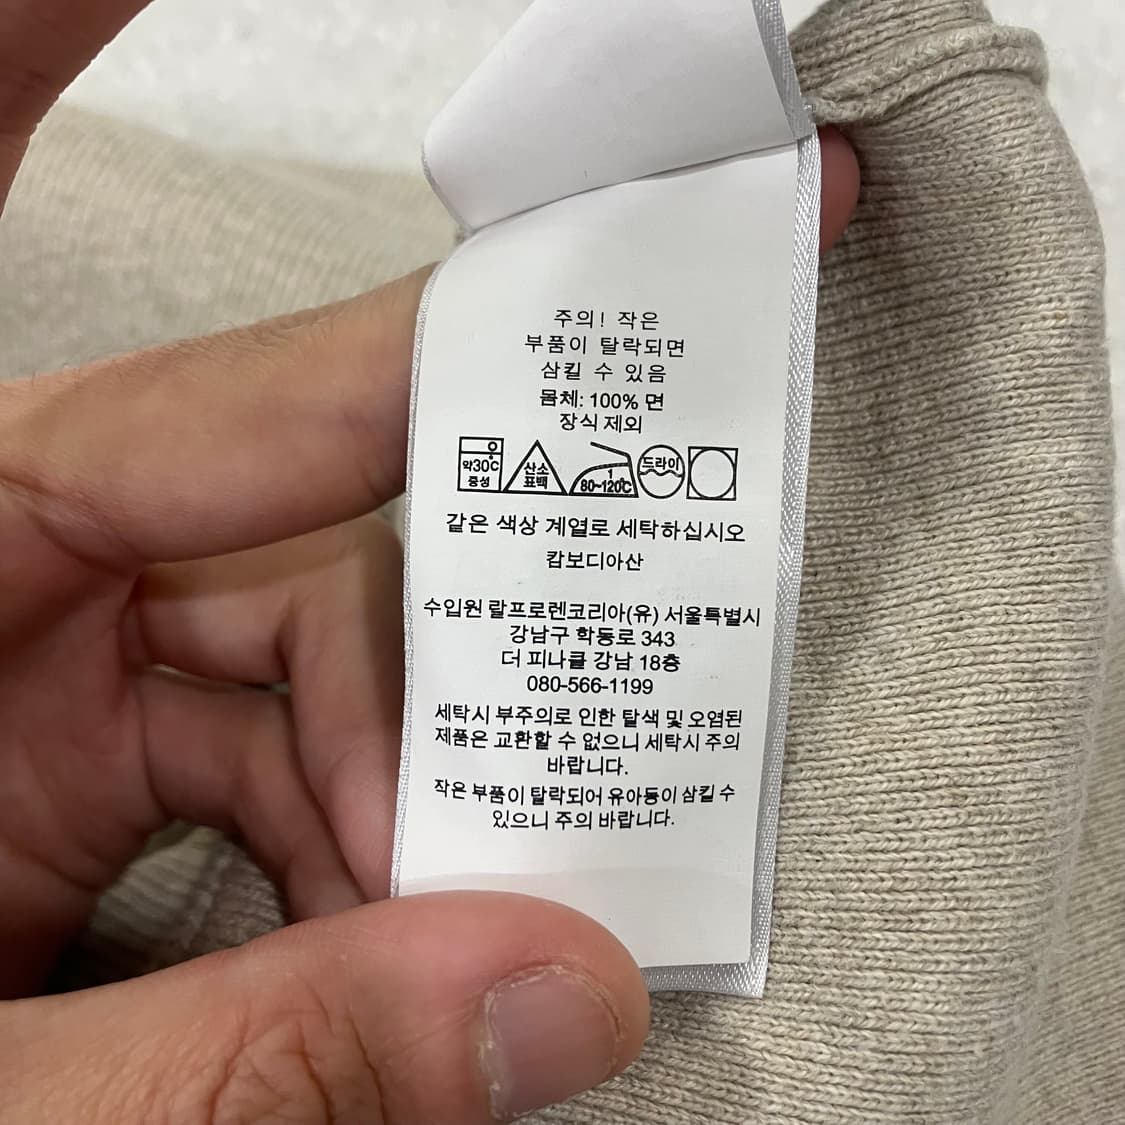 주의! 작은
부품이 탈락되면
삼킬 수 있음
몸체: 100% 면
장식 제외
약30℃
중성
산소
표백
1
80~120℃
드라이
같은 색상 계열로 세탁하십시오
캄보디아산
수입원 랄프로렌코리아(유) 서울특별시
강남구 학동로 343
더 피나클 강남 18층
080-566-1199
세탁시 부주의로 인한 탈색 및 오염된
제품은 교환할 수 없으니 세탁시 주의
바랍니다.
작은 부품이 탈락되어 유아동이 삼킬 수
있으니 주의 바랍니다.